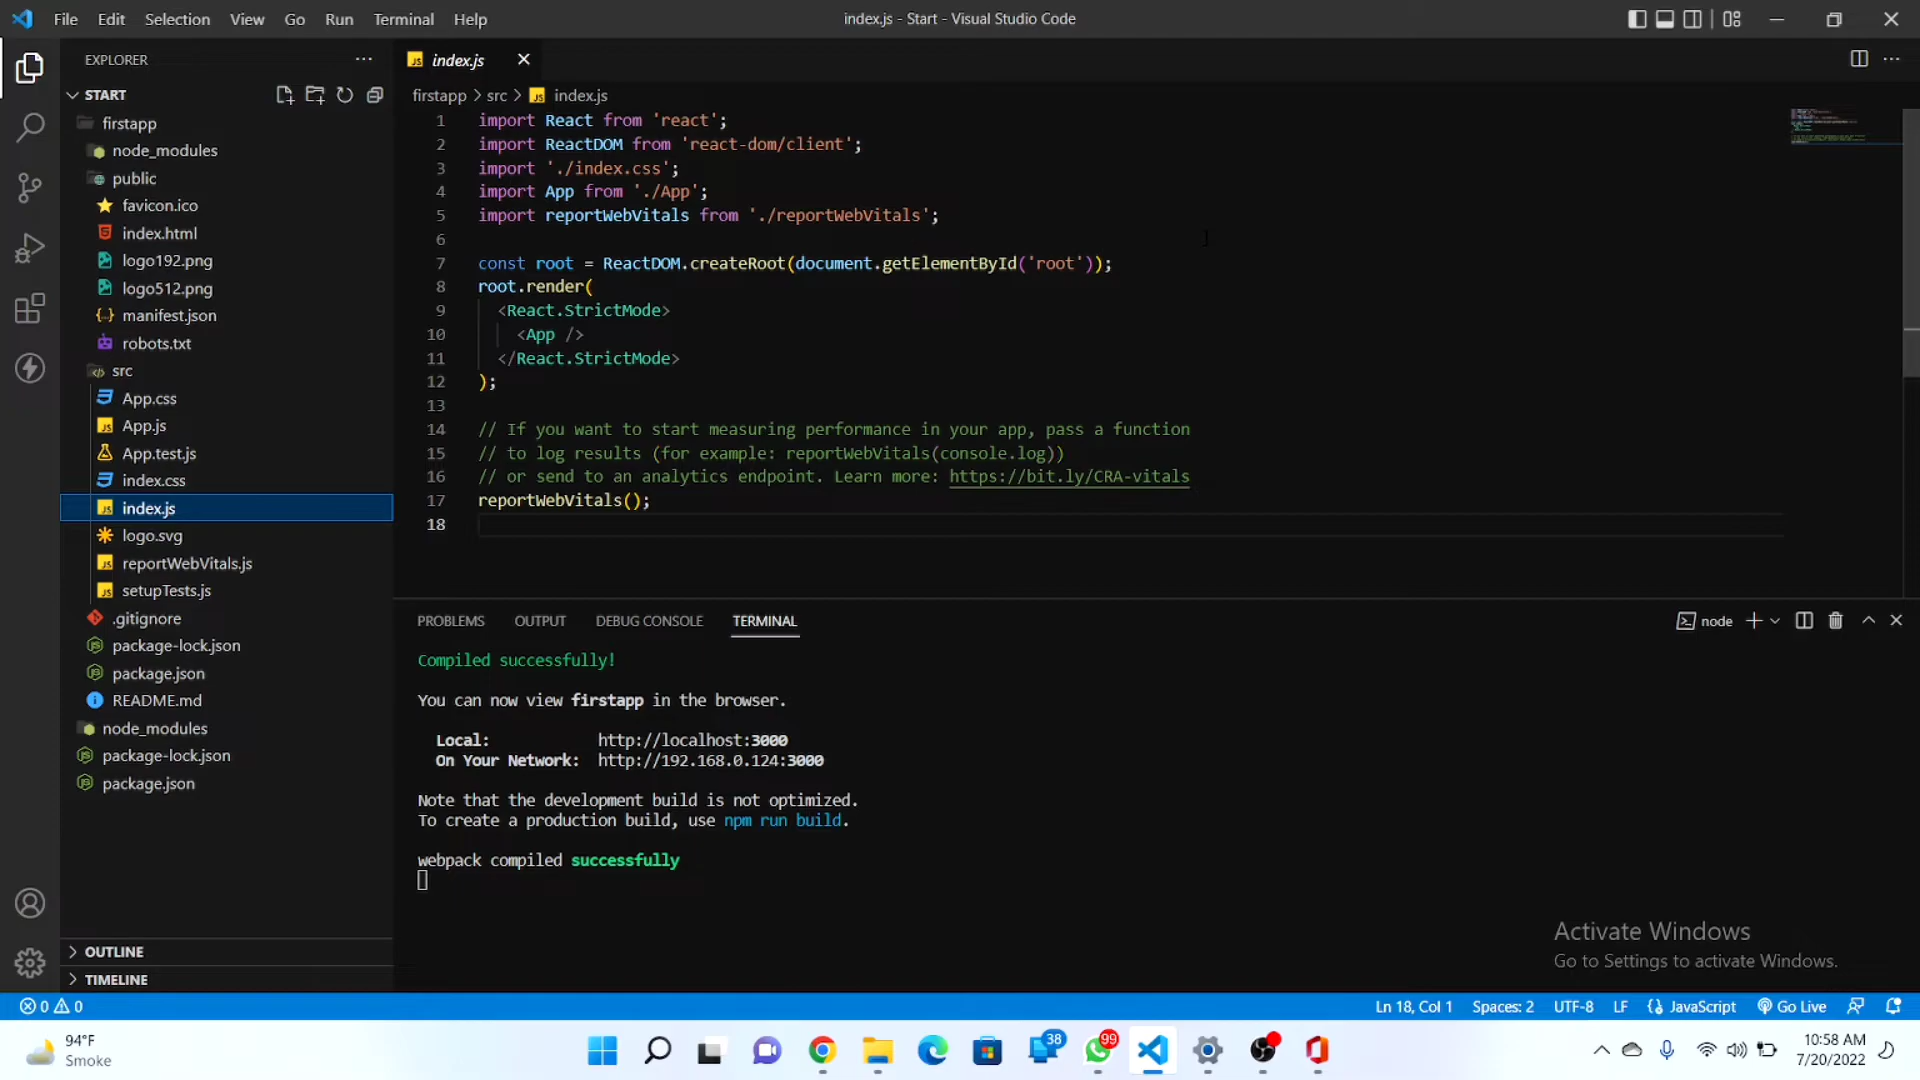 File Edit Selection View Go Run Terminal Help
index.js - Start - Visual Studio Code
EXPLORER
START
firstapp
node_modules
public
favicon.ico
index.html
logo192.png
logo512.png
manifest.json
robots.txt
src
App.css
App.js
App.test.js
index.css
index.js
logo.svg
reportWebVitals.js
setupTests.js
.gitignore
package-lock.json
package.json
README.md
node_modules
package-lock.json
package.json
OUTLINE
TIMELINE
JS index.js
firstapp > src > JS index.js
1 import React from 'react';
2 import ReactDOM from 'react-dom/client';
3 import './index.css';
4 import App from './App';
5 import reportWebVitals from './reportWebVitals';
6
7 const root = ReactDOM.createRoot(document.getElementById('root'));
8 root.render(
9 <React.StrictMode>
10 <App />
11 </React.StrictMode>
12 );
13
14 // If you want to start measuring performance in your app, pass a function
15 // to log results (for example: reportWebVitals(console.log))
16 // or send to an analytics endpoint. Learn more: https://bit.ly/CRA-vitals
17 reportWebVitals();
18
PROBLEMS OUTPUT DEBUG CONSOLE TERMINAL
node
Compiled successfully!
You can now view firstapp in the browser.
Local: http://localhost:3000
On Your Network: http://192.168.0.124:3000
Note that the development build is not optimized.
To create a production build, use npm run build.
webpack compiled successfully
Activate Windows
Go to Settings to activate Windows.
0 0
Ln 18, Col 1 Spaces: 2 UTF-8 LF {} JavaScript Go Live
94°F
Smoke
38
99
10:58 AM
7/20/2022